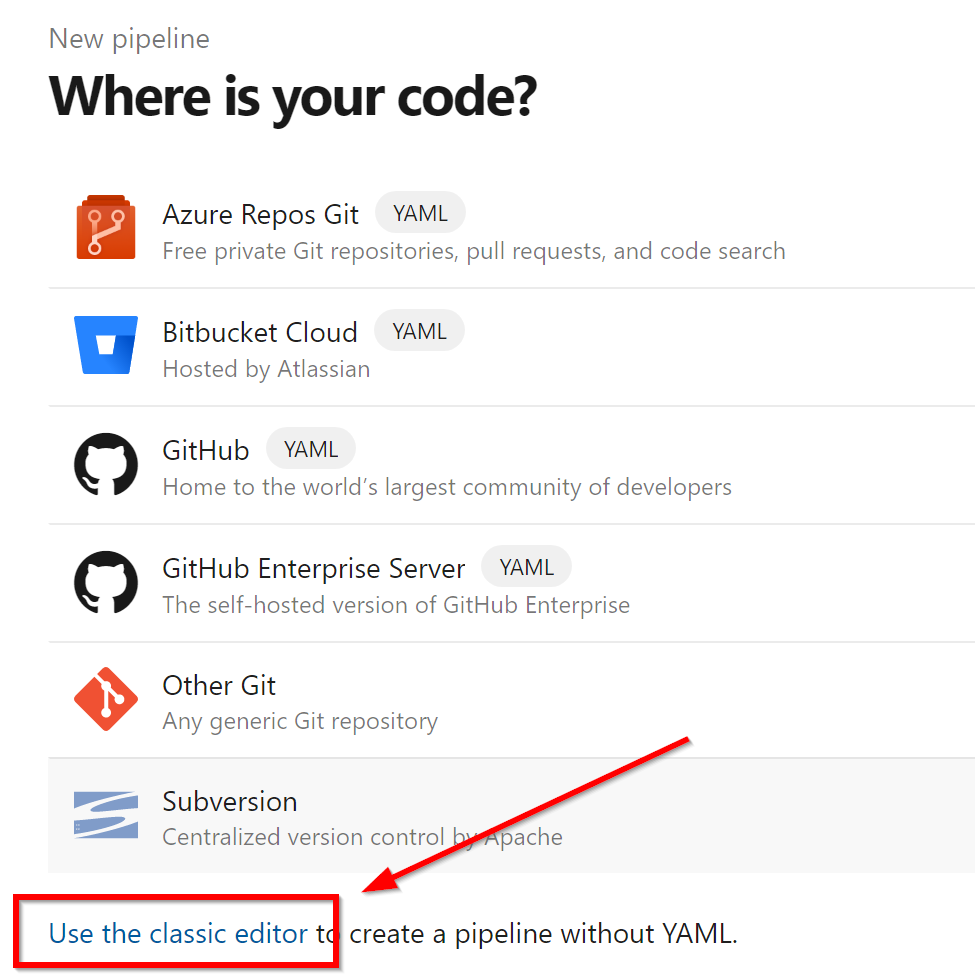 New pipeline
Where is your code?
Azure Repos Git YAML
Free private Git repositories, pull requests, and code search
Bitbucket Cloud YAML
Hosted by Atlassian
GitHub YAML
Home to the world’s largest community of developers
GitHub Enterprise Server YAML
The self-hosted version of GitHub Enterprise
Other Git
Any generic Git repository
Subversion
Centralized version control by Apache
Use the classic editor to create a pipeline without YAML.